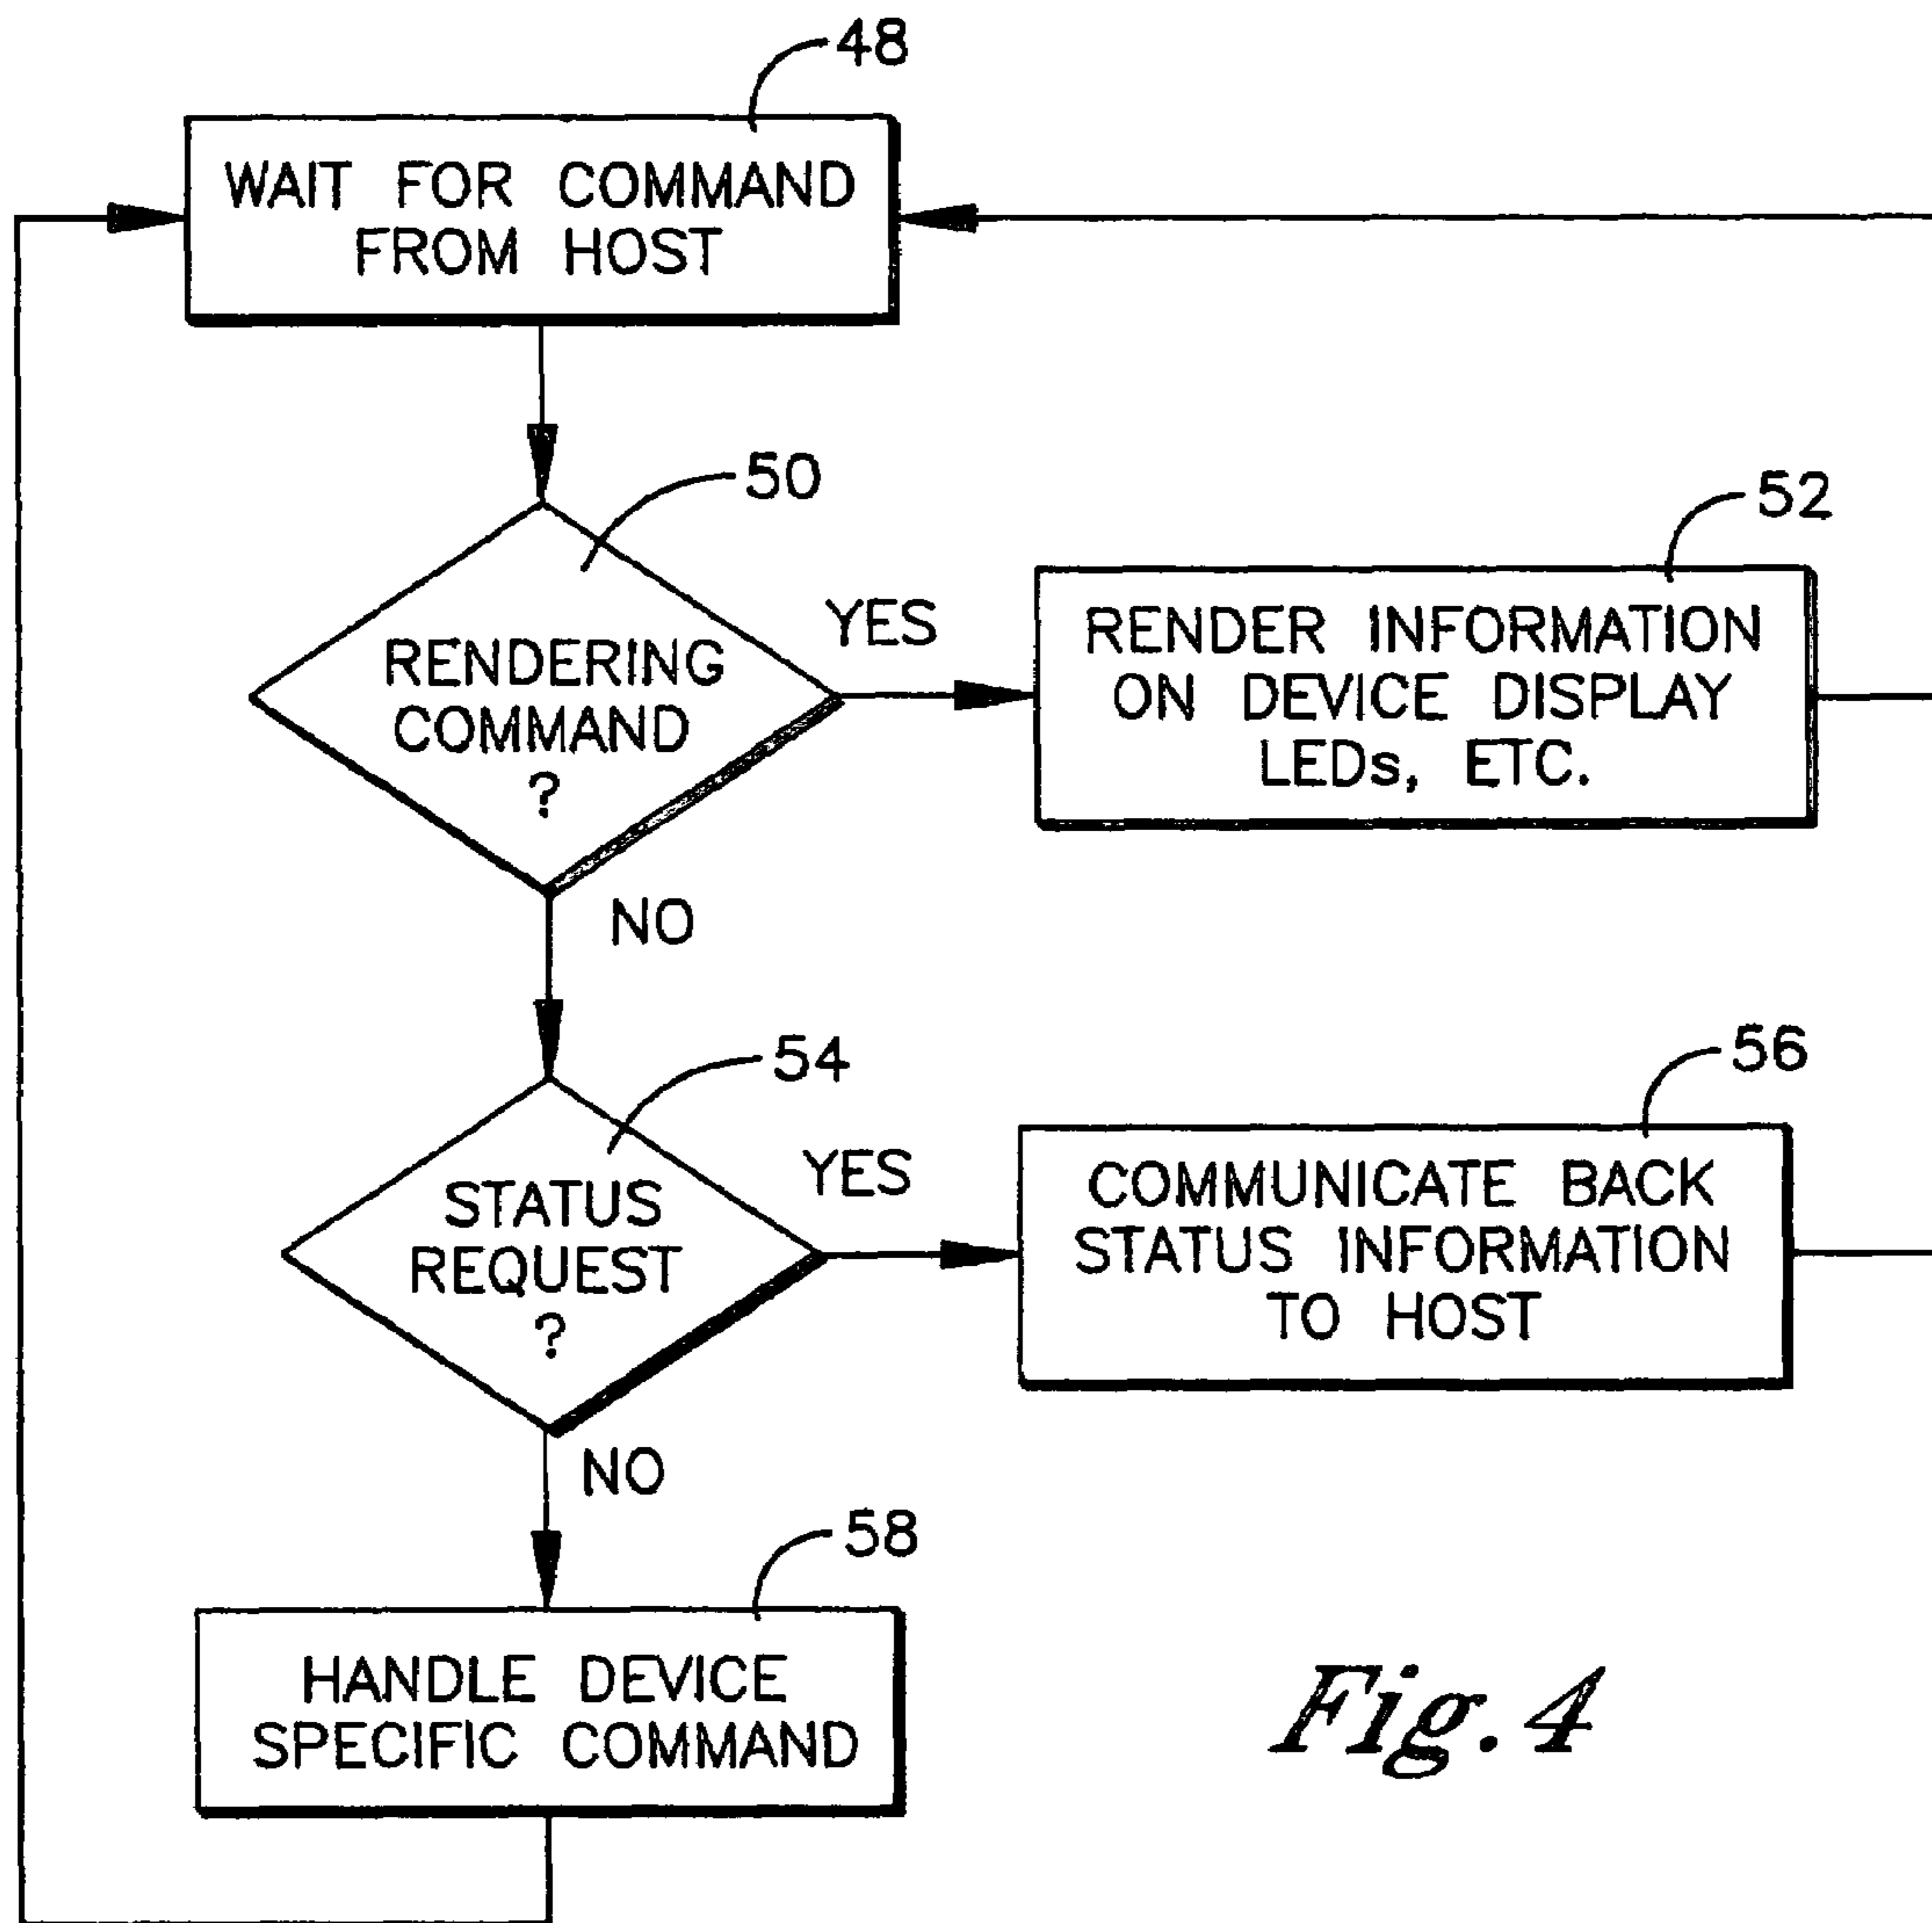 48
WAIT FOR COMMAND
FROM HOST
50
RENDERING
COMMAND
?
YES
52
RENDER INFORMATION
ON DEVICE DISPLAY
LEDs, ETC.
NO
54
STATUS
REQUEST
?
YES
56
COMMUNICATE BACK
STATUS INFORMATION
TO HOST
NO
58
HANDLE DEVICE
SPECIFIC COMMAND
Fig. 4